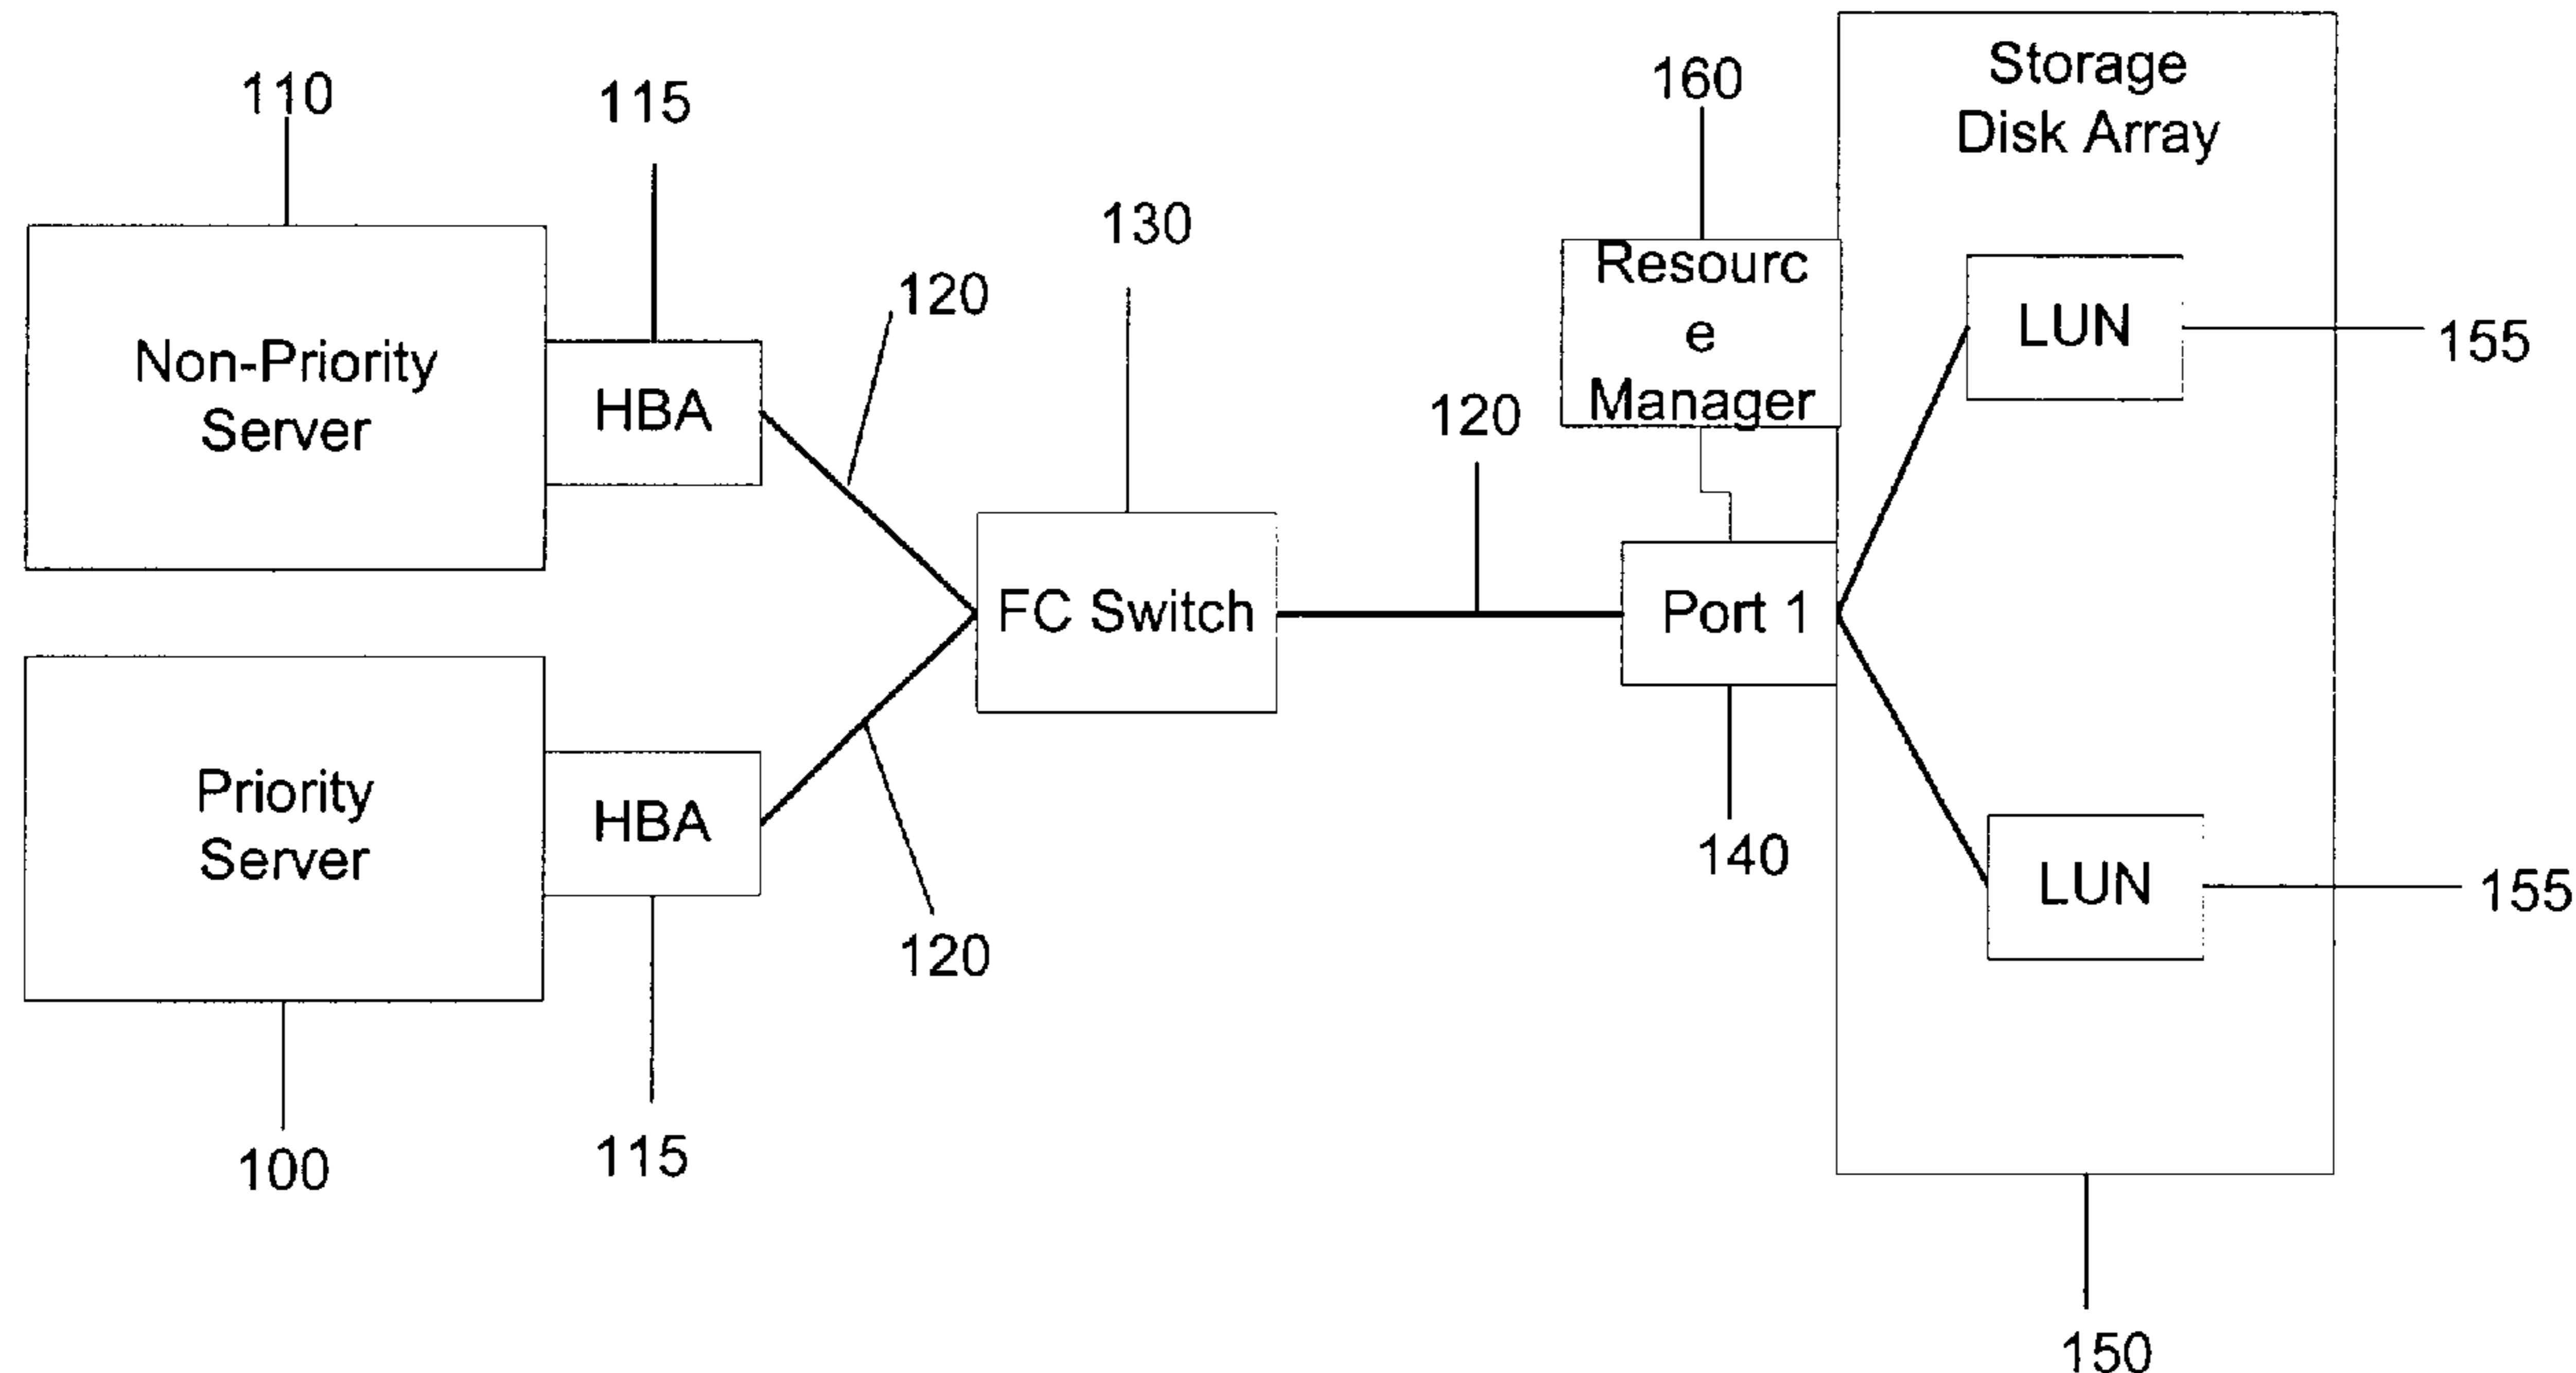 Storage
Disk Array
110
115
160
130
120
Resourc
e
Manager
LUN
155
Non-Priority
Server
HBA
120
FC Switch
Port 1
Priority
Server
HBA
140
LUN
155
120
100
115
150